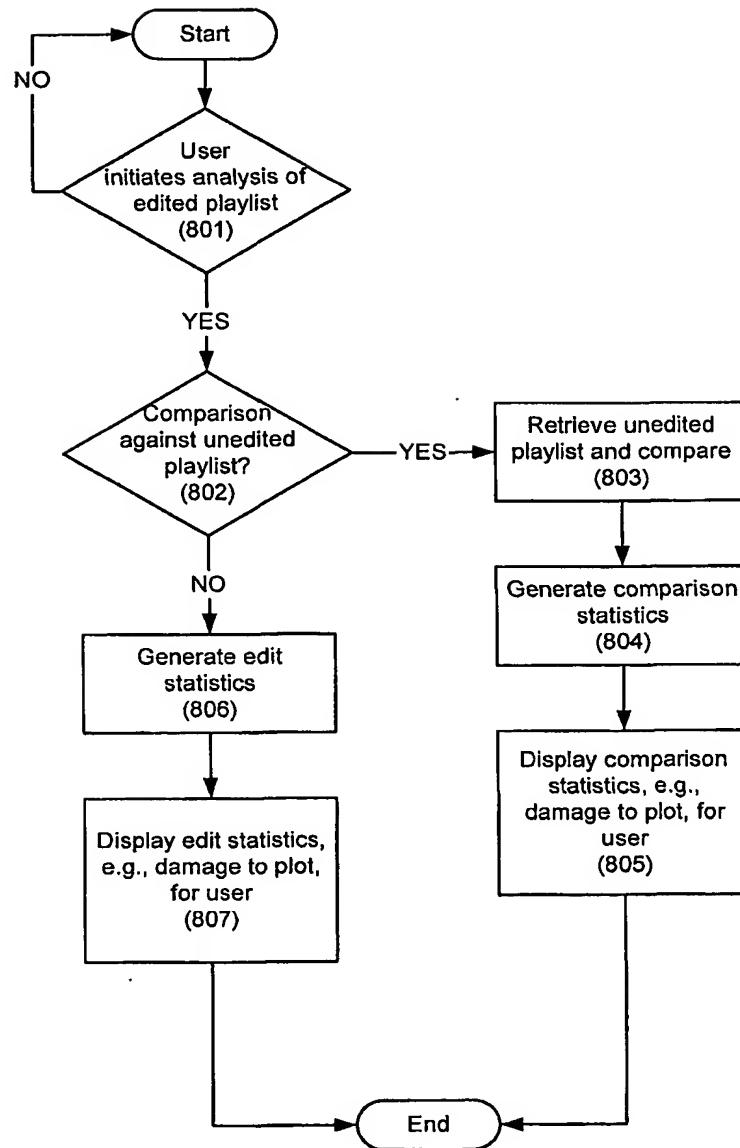 Start
NO
User
initiates analysis of
edited playlist
(801)
YES
Comparison
against unedited
playlist?
(802)
YES
Retrieve unedited
playlist and compare
(803)
NO
Generate comparison
statistics
(804)
Generate edit
statistics
(806)
Display comparison
statistics, e.g.,
damage to plot, for
user
(805)
Display edit statistics,
e.g., damage to plot,
for user
(807)
End